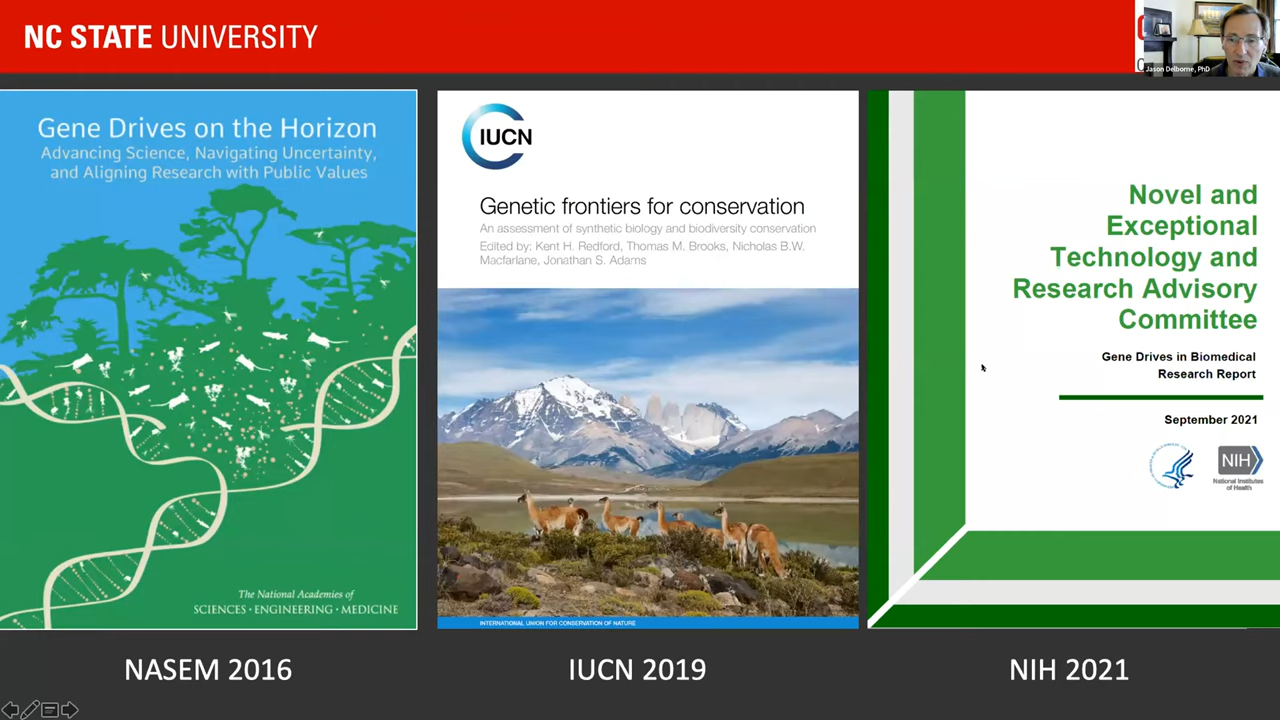 NC STATE UNIVERSITY
Jason Delborne, PhD
Gene Drives on the Horizon
Advancing Science, Navigating Uncertainty,
and Aligning Research with Public Values
The National Academies of
SCIENCES • ENGINEERING • MEDICINE
NASEM 2016
IUCN
Genetic frontiers for conservation
An assessment of synthetic biology and biodiversity conservation
Edited by: Kent H. Redford, Thomas M. Brooks, Nicholas B.W.
Macfarlane, Jonathan S. Adams
INTERNATIONAL UNION FOR CONSERVATION OF NATURE
IUCN 2019
Novel and
Exceptional
Technology and
Research Advisory
Committee
Gene Drives in Biomedical
Research Report
September 2021
NIH
National Institutes
of Health
NIH 2021